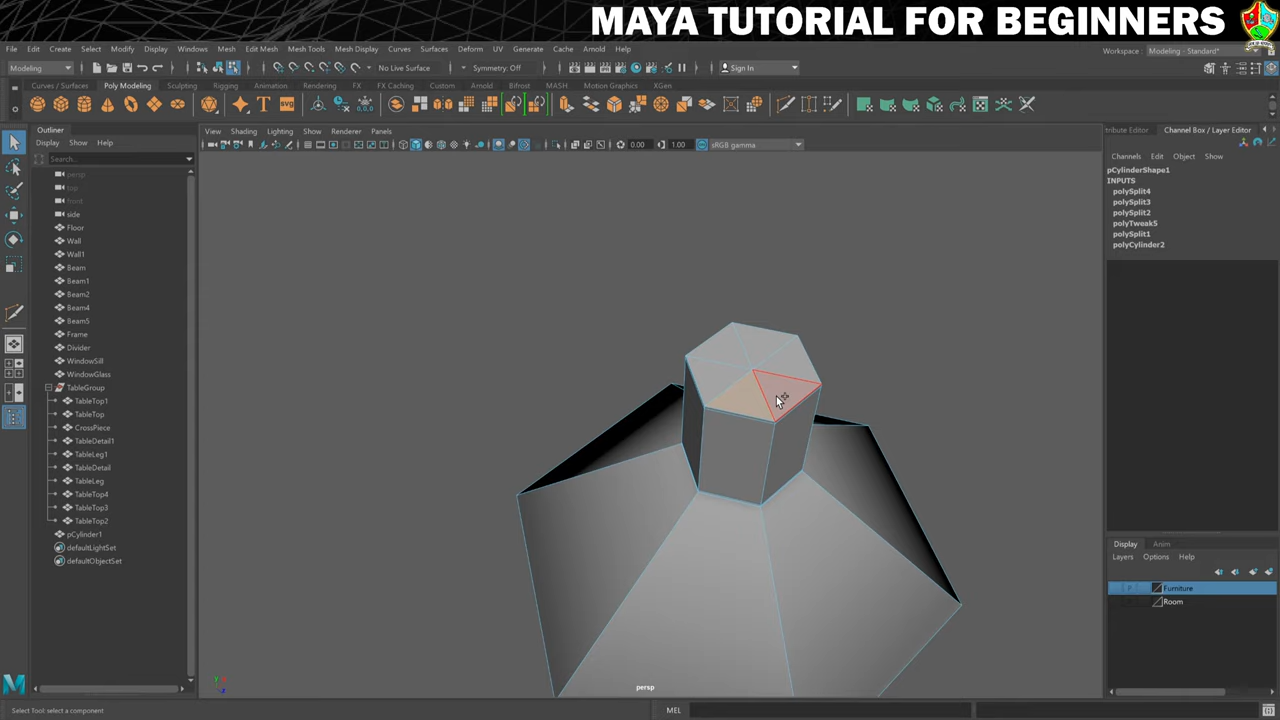 MAYA TUTORIAL FOR BEGINNERS
File Edit Create Select Modify Display Windows Mesh Edit Mesh Mesh Tools Mesh Display Curves Surfaces Deform UV Generate Cache Arnold Help
Workspace : Modeling - Standard*
Modeling No Live Surface Symmetry: Off Sign In
Curves / Surfaces Poly Modeling Sculpting Rigging Animation Rendering FX FX Caching Custom Arnold Bifrost MASH Motion Graphics XGen
Outliner
Display Show Help
Search...
View Shading Lighting Show Renderer Panels
0.00 1.00 sRGB gamma
persp
top
front
side
Floor
Wall
Wall1
Beam
Beam1
Beam2
Beam4
Beam5
Frame
Divider
WindowSill
WindowGlass
TableGroup
TableTop1
TableTop
CrossPiece
TableDetail1
TableLeg1
TableDetail
TableLeg
TableTop4
TableTop3
TableTop2
pCylinder1
defaultLightSet
defaultObjectSet
persp
tribute Editor Channel Box / Layer Editor
Channels Edit Object Show
pCylinderShape1
INPUTS
polySplit4
polySplit3
polySplit2
polyTweak5
polySplit1
polyCylinder2
Display Anim
Layers Options Help
P Furniture
Room
Select Tool: select a component
MEL